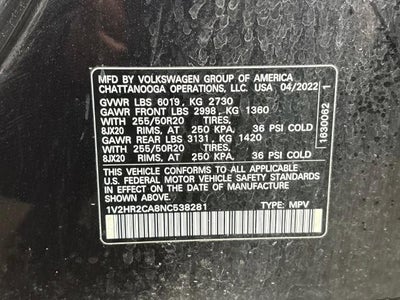 MFD. BY VOLKSWAGEN GROUP OF AMERICA
CHATTANOOGA OPERATIONS, LLC. USA 04/2022
GVWR LBS 6019, KG 2730
GAWR FRONT LBS 2998, KG 1360
WITH 255/50R20 TIRES.
8JX20 RIMS, AT 250 KPA, 36 PSI COLD
GAWR REAR LBS 3131, KG 1420
WITH 255/50R20 TIRES.
8JX20 RIMS, AT 250 KPA, 36 PSI COLD
THIS VEHICLE CONFORMS TO ALL APPLICABLE
U.S. FEDERAL MOTOR VEHICLE SAFETY STANDARDS
IN EFFECT ON THE DATE OF MANUFACTURE
SHOWN ABOVE.
1V2HR2CA8NC538281 TYPE: MPV
1630062 1